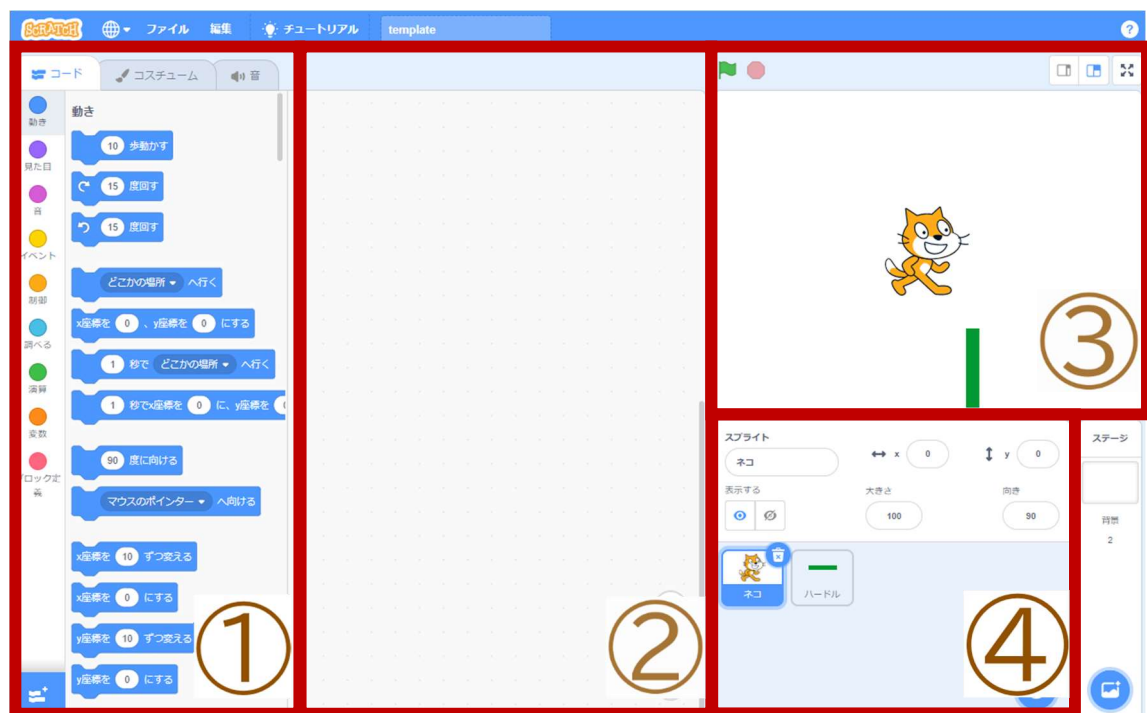 SCRATCH
ファイル 編集 チュートリアル template ?
コード コスチューム 音
動き
見た目
音
イベント
制御
調べる
演算
変数
ブロック定義
動き
10 歩動かす
15 度回す
15 度回す
どこかの場所 へ行く
x座標を 0 、y座標を 0 にする
1 秒で どこかの場所 へ行く
1 秒でx座標を 0 に、y座標を
90 度に向ける
マウスのポインター へ向ける
x座標を 10 ずつ変える
x座標を 0 にする
y座標を 10 ずつ変える
y座標を 0 にする
①
②
③
スプライト
ネコ
x 0 y 0
表示する 大きさ 向き
100 90
ネコ ハードル
④
ステージ
背景
2